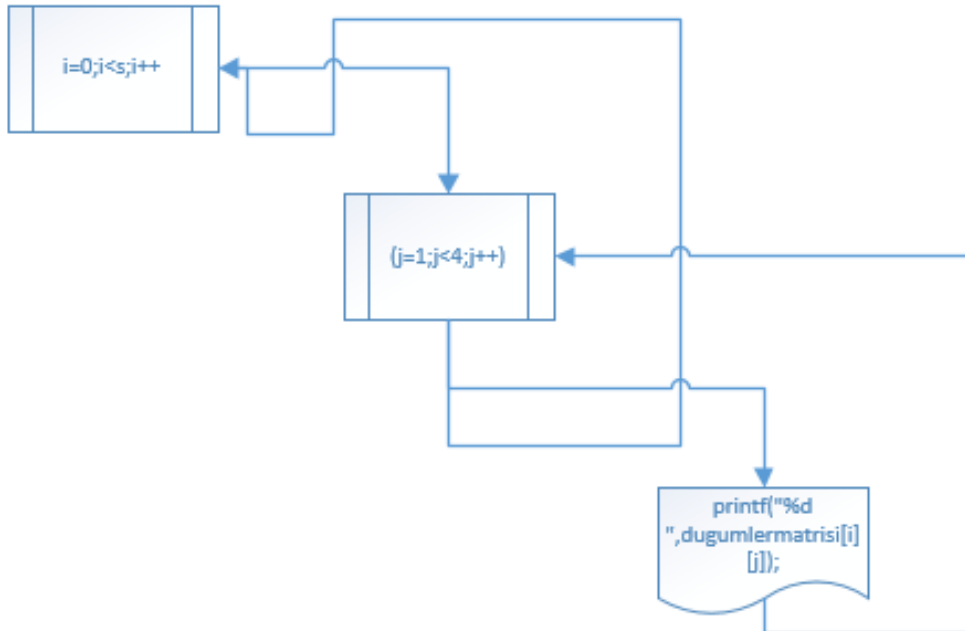 i=0;i<s;i++
(j=1;j<4;j++)
printf("%d
",dugumlermatrisi[i]
[j]);